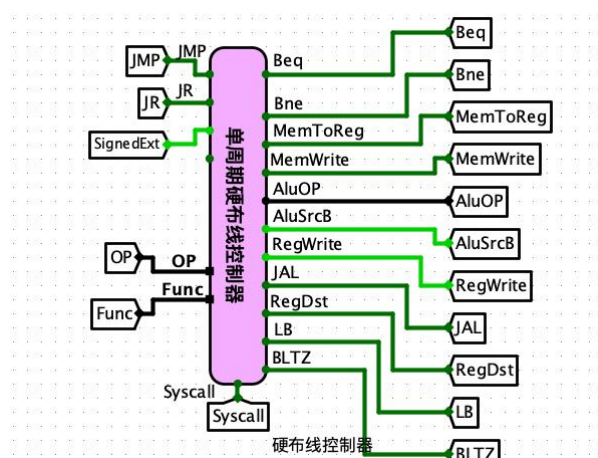 JMP
JMP
JR
JR
SignedExt
OP
OP
Func
Func
Syscall
Syscall
单周期硬布线控制器
Beq
Bne
MemToReg
MemWrite
AluOP
AluSrcB
RegWrite
JAL
RegDst
LB
BLTZ
Beq
Bne
MemToReg
MemWrite
AluOP
AluSrcB
RegWrite
JAL
RegDst
LB
BLTZ
硬布线控制器